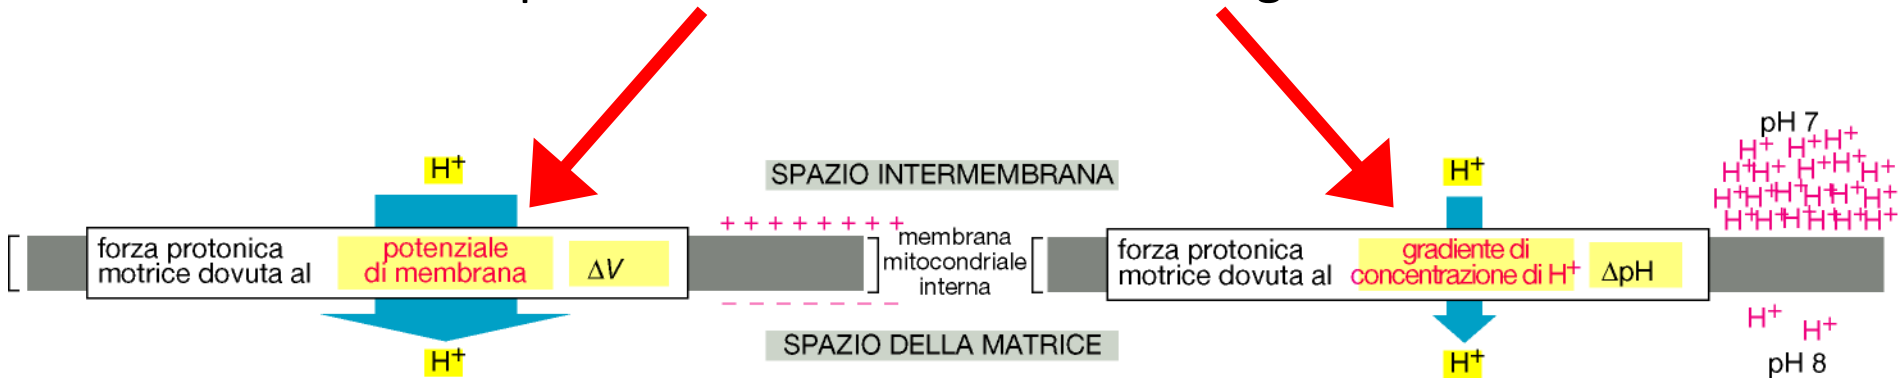 H+
SPAZIO INTERMEMBRANA
+ + + + + + + +
forza protonica
motrice dovuta al
potenziale
di membrana
ΔV
membrana
mitocondriale
interna
− − − − − − − −
SPAZIO DELLA MATRICE
H+
H+
forza protonica
motrice dovuta al
gradiente di
concentrazione di H+
ΔpH
H+
pH 7
H+ H+ H+
H+ H+ H+ H+ H+
H+ H+ H+ H+ H+ H+
H+ H+ H+ H+ H+ H+
H+ H+
pH 8